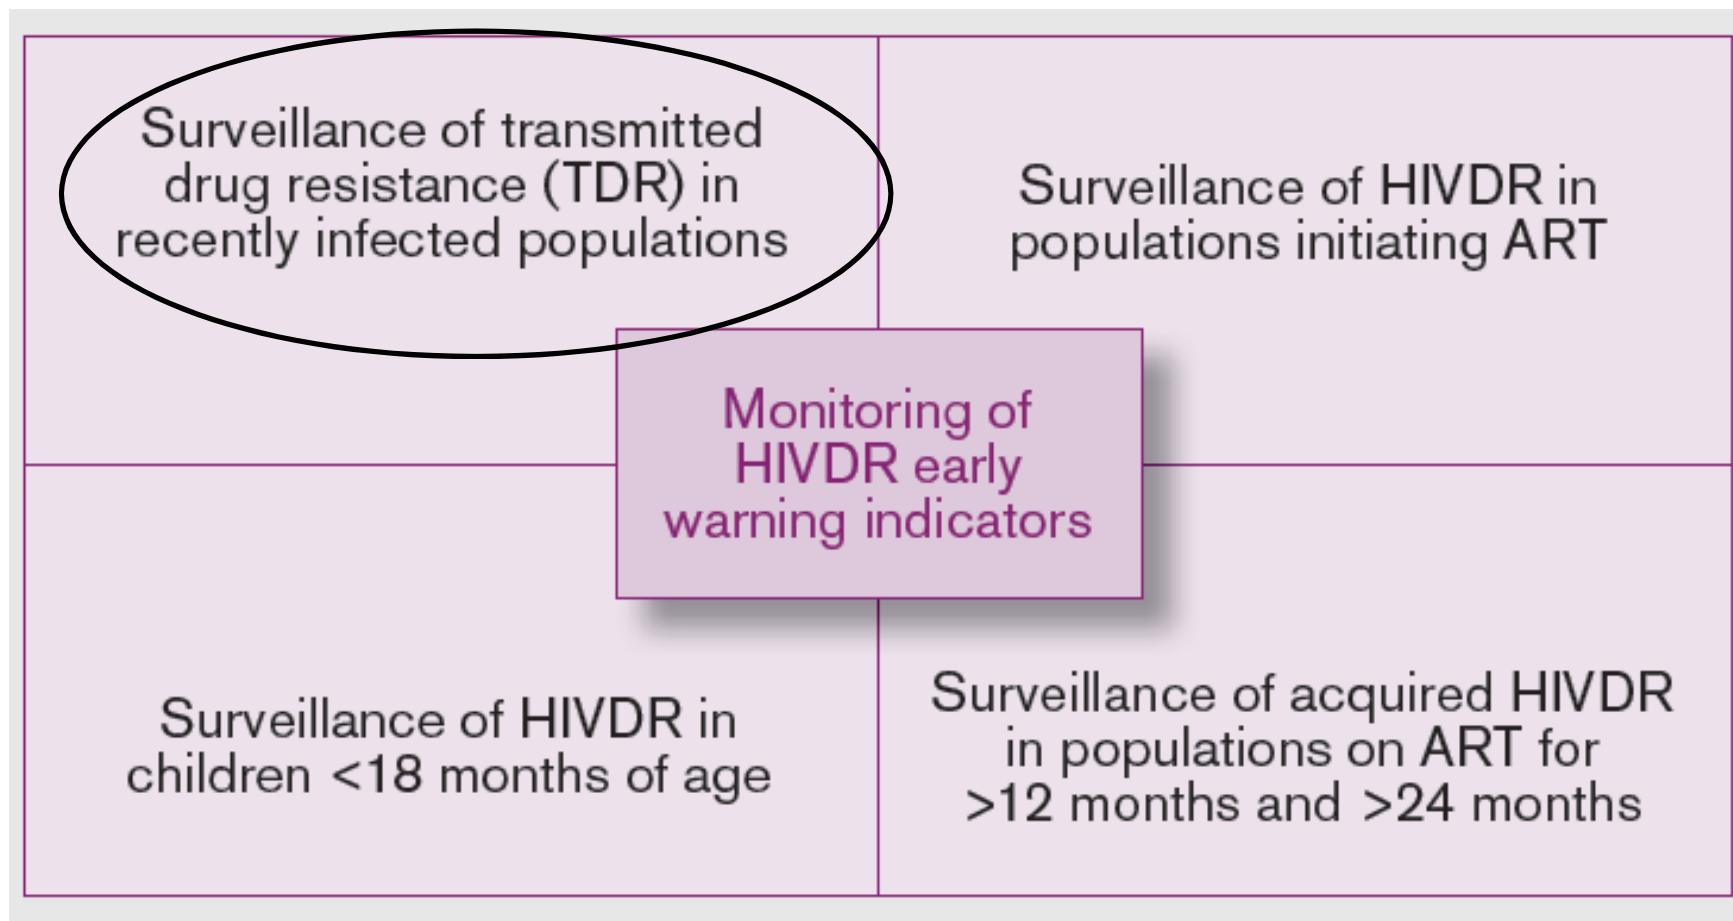 Surveillance of transmitted
drug resistance (TDR) in
recently infected populations
Surveillance of HIVDR in
populations initiating ART
Monitoring of
HIVDR early
warning indicators
Surveillance of HIVDR in
children <18 months of age
Surveillance of acquired HIVDR
in populations on ART for
>12 months and >24 months